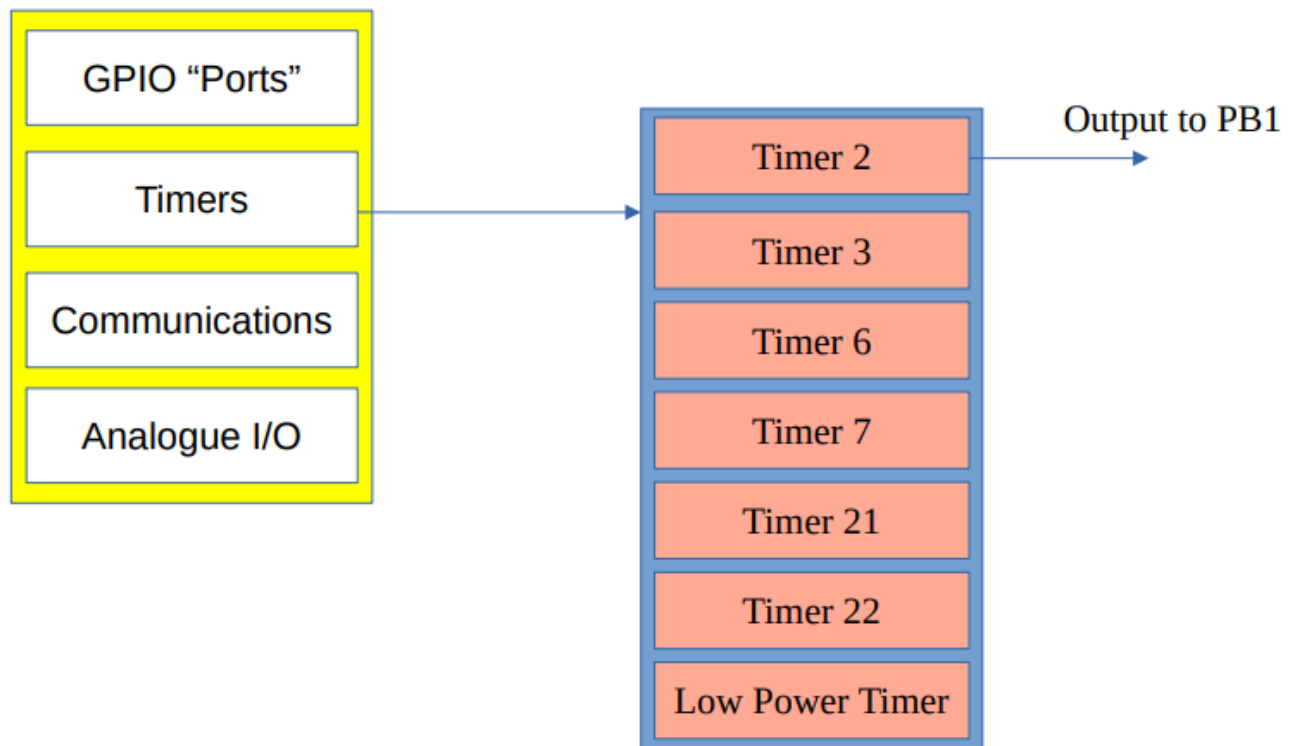 GPIO “Ports”
Timers
Communications
Analogue I/O
Timer 2
Timer 3
Timer 6
Timer 7
Timer 21
Timer 22
Low Power Timer
Output to PB1